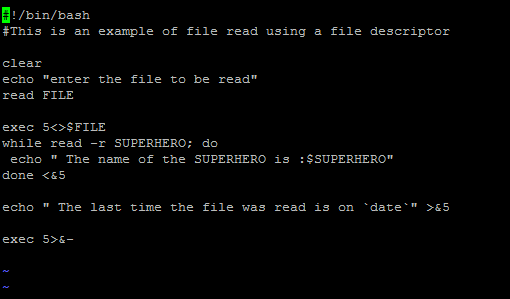 #!/bin/bash
#This is an example of file read using a file descriptor
clear
echo "enter the file to be read"
read FILE
exec 5<>$FILE
while read -r SUPERHERO; do
 echo " The name of the SUPERHERO is :$SUPERHERO"
done <&5
echo " The last time the file was read is on `date`" >&5
exec 5>&-
~
~